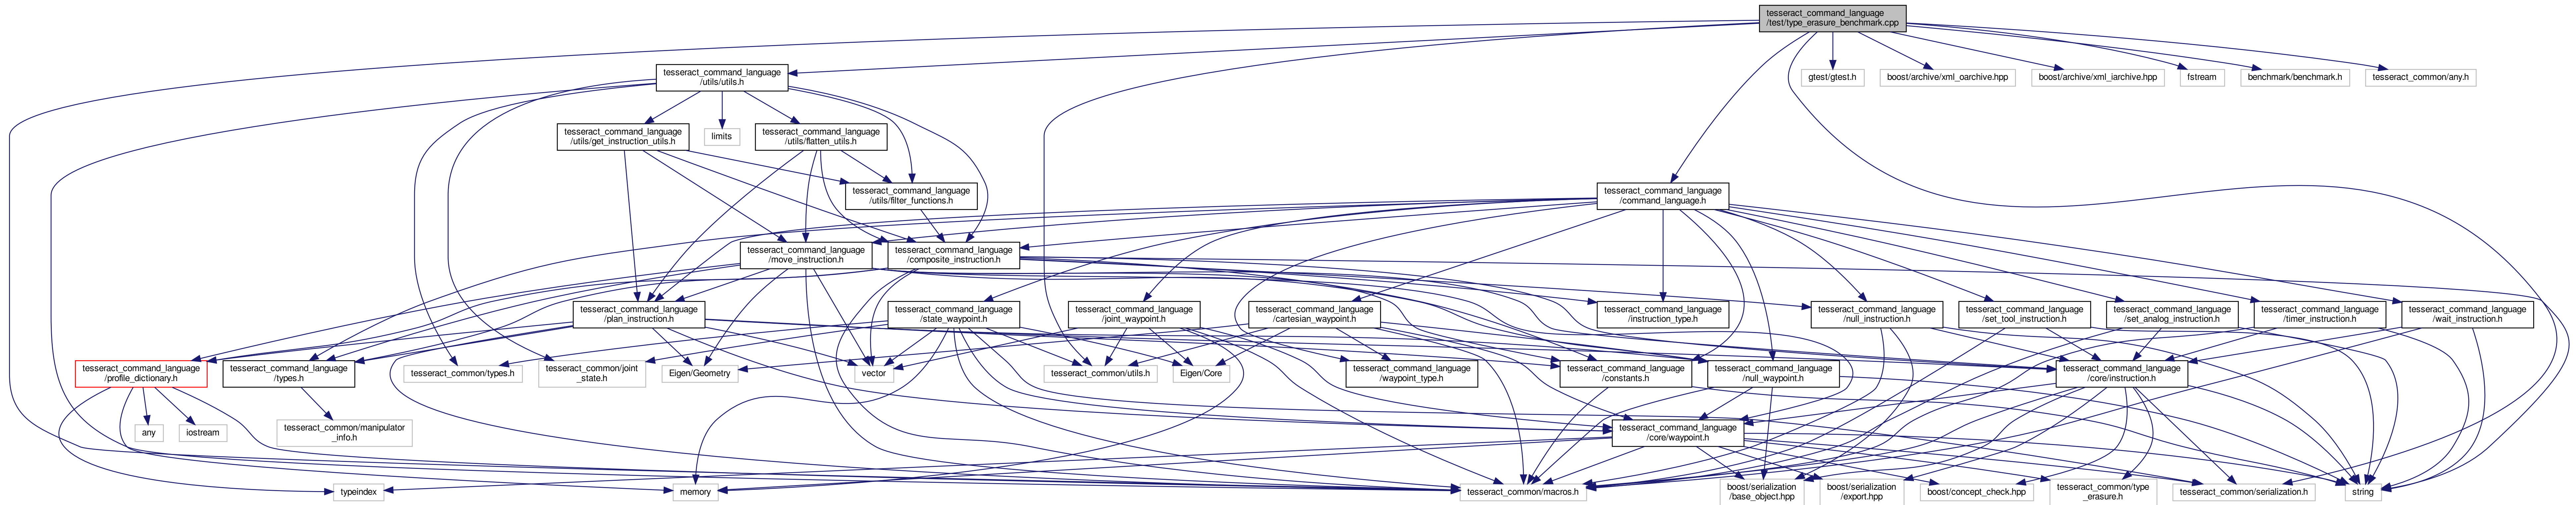 tesseract_command_language
/test/type_erasure_benchmark.cpp
tesseract_command_language
/utils/utils.h
gtest/gtest.h
boost/archive/xml_oarchive.hpp
boost/archive/xml_iarchive.hpp
fstream
benchmark/benchmark.h
tesseract_common/any.h
tesseract_command_language
/utils/get_instruction_utils.h
limits
tesseract_command_language
/utils/flatten_utils.h
tesseract_command_language
/utils/filter_functions.h
tesseract_command_language
/command_language.h
tesseract_command_language
/move_instruction.h
tesseract_command_language
/composite_instruction.h
tesseract_command_language
/plan_instruction.h
tesseract_command_language
/state_waypoint.h
tesseract_command_language
/joint_waypoint.h
tesseract_command_language
/cartesian_waypoint.h
tesseract_command_language
/instruction_type.h
tesseract_command_language
/null_instruction.h
tesseract_command_language
/set_tool_instruction.h
tesseract_command_language
/set_analog_instruction.h
tesseract_command_language
/timer_instruction.h
tesseract_command_language
/wait_instruction.h
tesseract_command_language
/profile_dictionary.h
tesseract_command_language
/types.h
tesseract_common/types.h
tesseract_common/joint
_state.h
Eigen/Geometry
vector
tesseract_common/utils.h
Eigen/Core
tesseract_command_language
/waypoint_type.h
tesseract_command_language
/constants.h
tesseract_command_language
/null_waypoint.h
tesseract_command_language
/core/instruction.h
any
iostream
tesseract_common/manipulator
_info.h
tesseract_command_language
/core/waypoint.h
typeindex
memory
tesseract_common/macros.h
boost/serialization
/base_object.hpp
boost/serialization
/export.hpp
boost/concept_check.hpp
tesseract_common/type
_erasure.h
tesseract_common/serialization.h
string